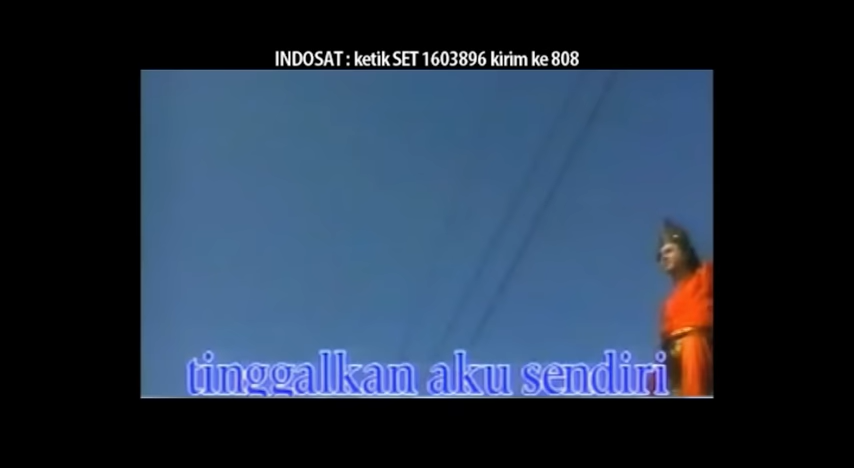 INDOSAT : ketik SET 1603896 kirim ke 808
tinggalkan aku sendiri